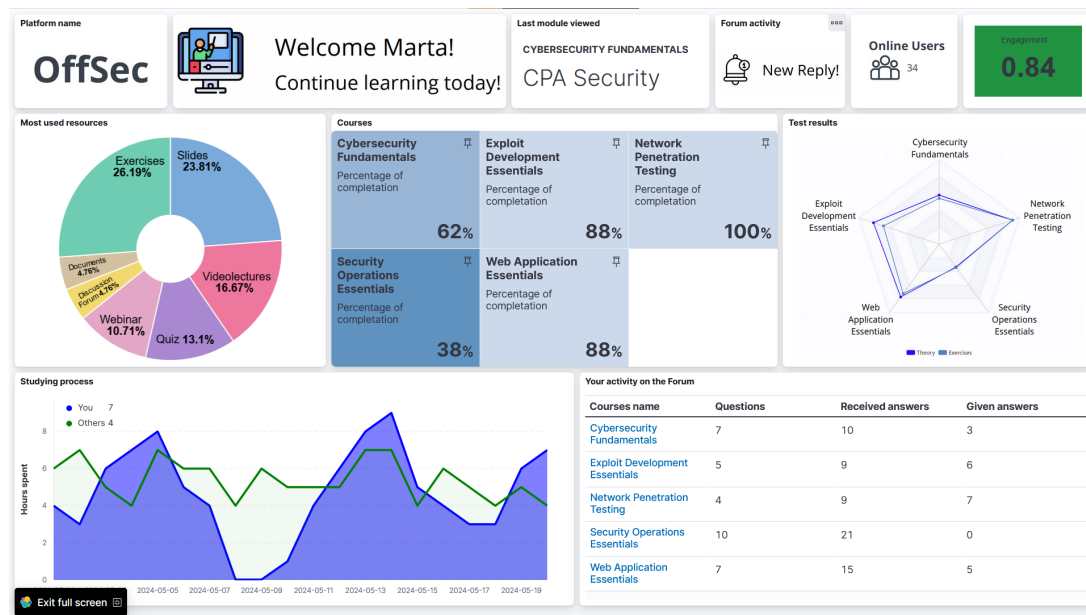 Platform name
OffSec
Welcome Marta!
Continue learning today!
Last module viewed
CYBERSECURITY FUNDAMENTALS
CPA Security
Forum activity
1
New Reply!
Online Users
34
Engagement
0.84
Most used resources
Exercises
26.19%
Slides
23.81%
Videolectures
16.67%
Quiz 13.1%
Webinar
10.71%
Discussion
Forum 4.76%
Documents
4.76%
Courses
Cybersecurity
Fundamentals
Percentage of
completation
62%
Exploit
Development
Essentials
Percentage of
completation
88%
Network
Penetration
Testing
Percentage of
completation
100%
Security
Operations
Essentials
Percentage of
completation
38%
Web Application
Essentials
Percentage of
completation
88%
Test results
Cybersecurity
Fundamentals
Network
Penetration
Testing
Security
Operations
Essentials
Web
Application
Essentials
Exploit
Development
Essentials
Theory
Exercises
Studying process
You 7
Others 4
Hours spent
8
6
4
2
0
2024-05-05
2024-05-07
2024-05-09
2024-05-11
2024-05-13
2024-05-15
2024-05-17
2024-05-19
Exit full screen
Your activity on the Forum
Courses name Questions Received answers Given answers
Cybersecurity
Fundamentals 7 10 3
Exploit Development
Essentials 5 9 6
Network Penetration
Testing 4 9 7
Security Operations
Essentials 10 21 0
Web Application
Essentials 7 15 5